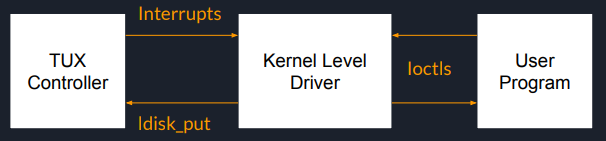 Interrupts
TUX
Controller
Kernel Level
Driver
Ioctls
User
Program
ldisk_put